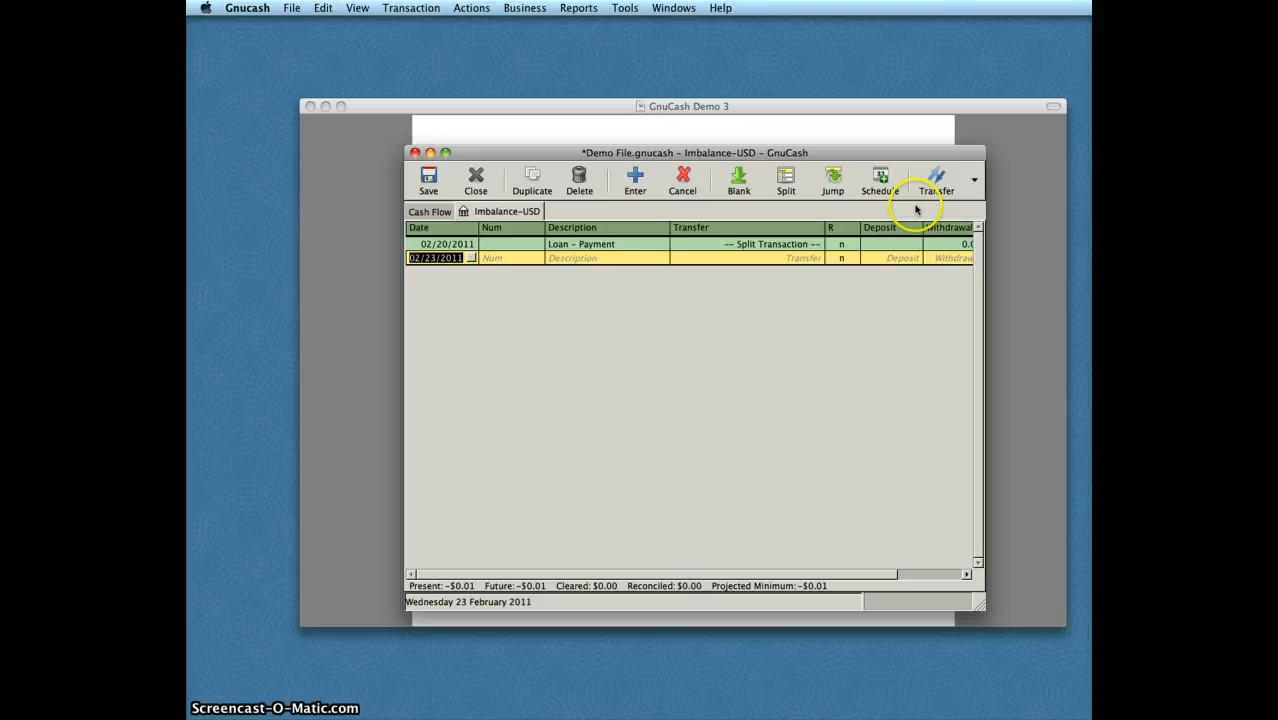 Gnucash File Edit View Transaction Actions Business Reports Tools Windows Help
GnuCash Demo 3
*Demo File.gnucash - Imbalance-USD - GnuCash
Save Close Duplicate Delete Enter Cancel Blank Split Jump Schedule Transfer
Cash Flow Imbalance-USD
Date Num Description Transfer R Deposit Withdrawal
02/20/2011 Loan - Payment -- Split Transaction -- n 0.0
02/23/2011 Num Description Transfer n Deposit Withdraw
Present: -$0.01 Future: -$0.01 Cleared: $0.00 Reconciled: $0.00 Projected Minimum: -$0.01
Wednesday 23 February 2011
Screencast-O-Matic.com